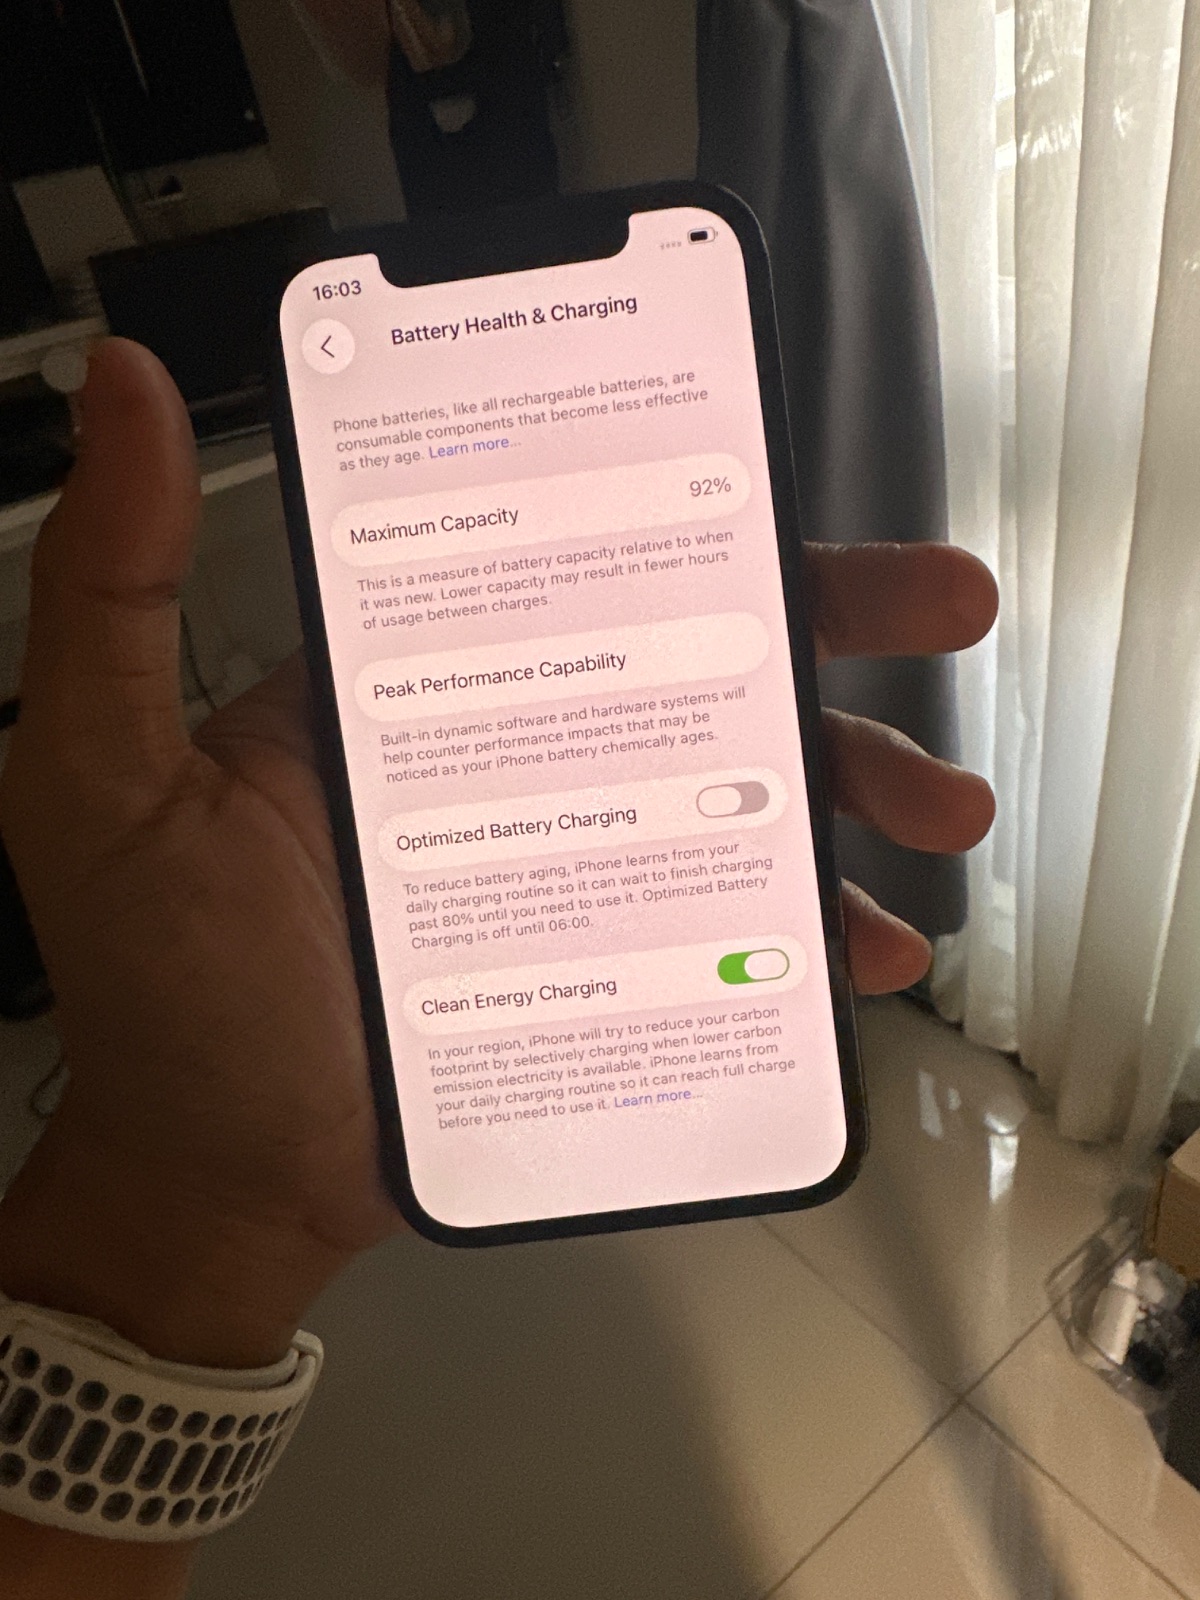 16:03
Battery Health & Charging
Phone batteries, like all rechargeable batteries, are
consumable components that become less effective
as they age. Learn more...
Maximum Capacity 92%
This is a measure of battery capacity relative to when
it was new. Lower capacity may result in fewer hours
of usage between charges.
Peak Performance Capability
Built-in dynamic software and hardware systems will
help counter performance impacts that may be
noticed as your iPhone battery chemically ages.
Optimized Battery Charging
To reduce battery aging, iPhone learns from your
daily charging routine so it can wait to finish charging
past 80% until you need to use it. Optimized Battery
Charging is off until 06:00.
Clean Energy Charging
In your region, iPhone will try to reduce your carbon
footprint by selectively charging when lower carbon
emission electricity is available. iPhone learns from
your daily charging routine so it can reach full charge
before you need to use it. Learn more...